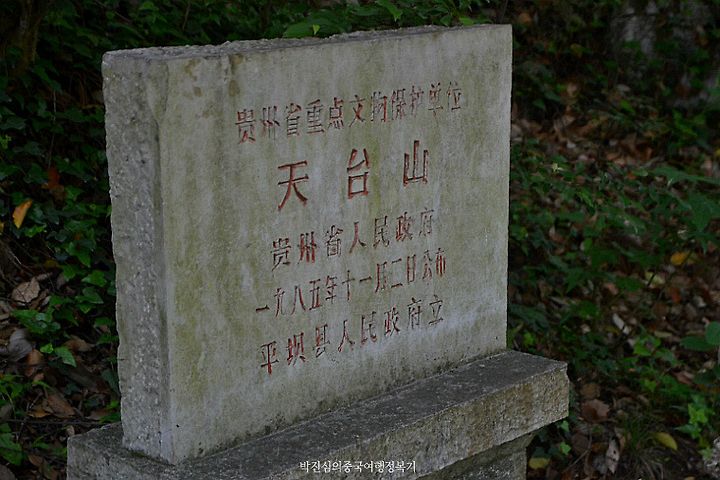 贵州省重点文物保护单位
天台山
贵州省人民政府
一九八五年十一月二日公布
平坝县人民政府立
박진심의중국여행정복기